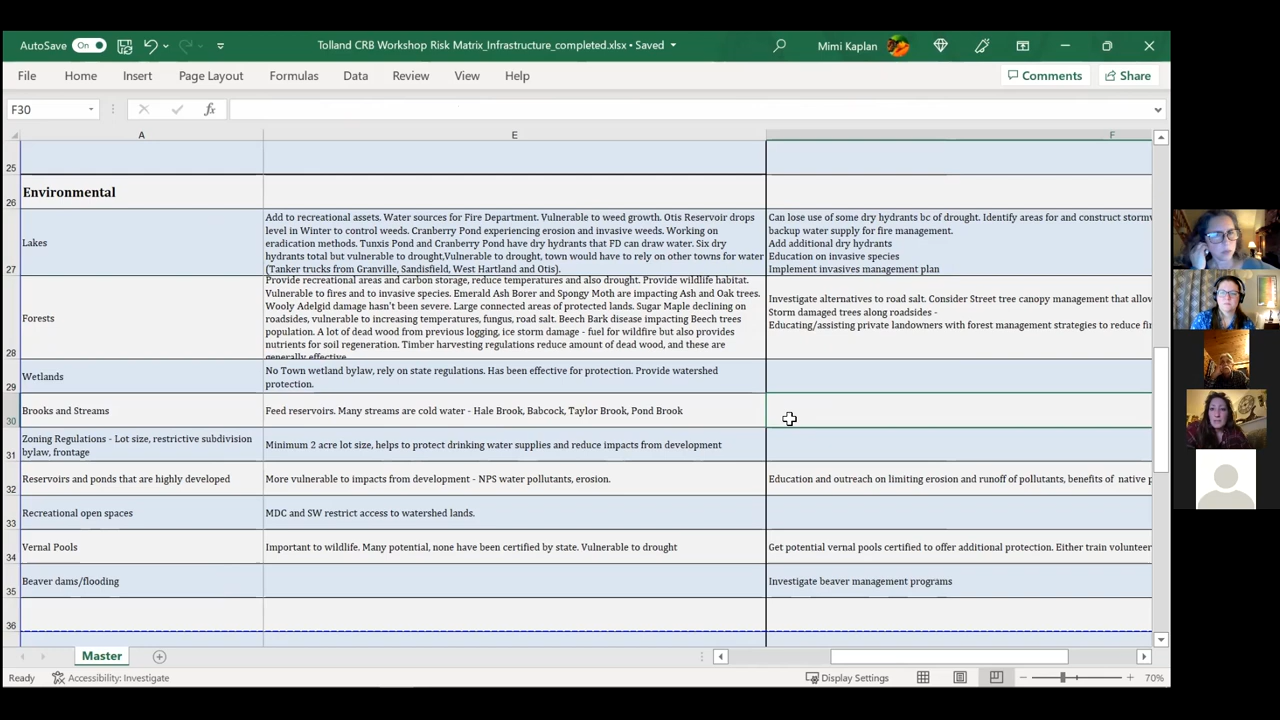 AutoSave On Tolland CRB Workshop Risk Matrix_Infrastructure_completed.xlsx • Saved Mimi Kaplan
File Home Insert Page Layout Formulas Data Review View Help Comments Share
F30 fx
A E F
25
26 Environmental
27 Lakes
Add to recreational assets. Water sources for Fire Department. Vulnerable to weed growth. Otis Reservoir drops
level in Winter to control weeds. Cranberry Pond experiencing erosion and invasive weeds. Working on
eradication methods. Tunxis Pond and Cranberry Pond have dry hydrants that FD can draw water. Six dry
hydrants total but vulnerable to drought,Vulnerable to drought, town would have to rely on other towns for water
(Tanker trucks from Granville, Sandisfield, West Hartland and Otis).
Can lose use of some dry hydrants bc of drought. Identify areas for and construct stormv
backup water supply for fire management.
Add additional dry hydrants
Education on invasive species
Implement invasives management plan
28 Forests
Provide recreational areas and carbon storage, reduce temperatures and also drought. Provide wildlife habitat.
Vulnerable to fires and to invasive species. Emerald Ash Borer and Spongy Moth are impacting Ash and Oak trees.
Wooly Adelgid damage hasn't been severe. Large connected areas of protected lands. Sugar Maple declining on
roadsides, vulnerable to increasing temperatures, fungus, road salt. Beech Bark disease impacting Beech trees
population. A lot of dead wood from previous logging, ice storm damage - fuel for wildfire but also provides
nutrients for soil regeneration. Timber harvesting regulations reduce amount of dead wood, and these are
generally effective
Investigate alternatives to road salt. Consider Street tree canopy management that allow
Storm damaged trees along roadsides -
Educating/assisting private landowners with forest management strategies to reduce fi
29 Wetlands
No Town wetland bylaw, rely on state regulations. Has been effective for protection. Provide watershed
protection.
30 Brooks and Streams
Feed reservoirs. Many streams are cold water - Hale Brook, Babcock, Taylor Brook, Pond Brook
31 Zoning Regulations - Lot size, restrictive subdivision
bylaw, frontage
Minimum 2 acre lot size, helps to protect drinking water supplies and reduce impacts from development
32 Reservoirs and ponds that are highly developed
More vulnerable to impacts from development - NPS water pollutants, erosion.
Education and outreach on limiting erosion and runoff of pollutants, benefits of native p
33 Recreational open spaces
MDC and SW restrict access to watershed lands.
34 Vernal Pools
Important to wildlife. Many potential, none have been certified by state. Vulnerable to drought
Get potential vernal pools certified to offer additional protection. Either train volunteer
35 Beaver dams/flooding
Investigate beaver management programs
36
Master
Ready Accessibility: Investigate Display Settings 70%